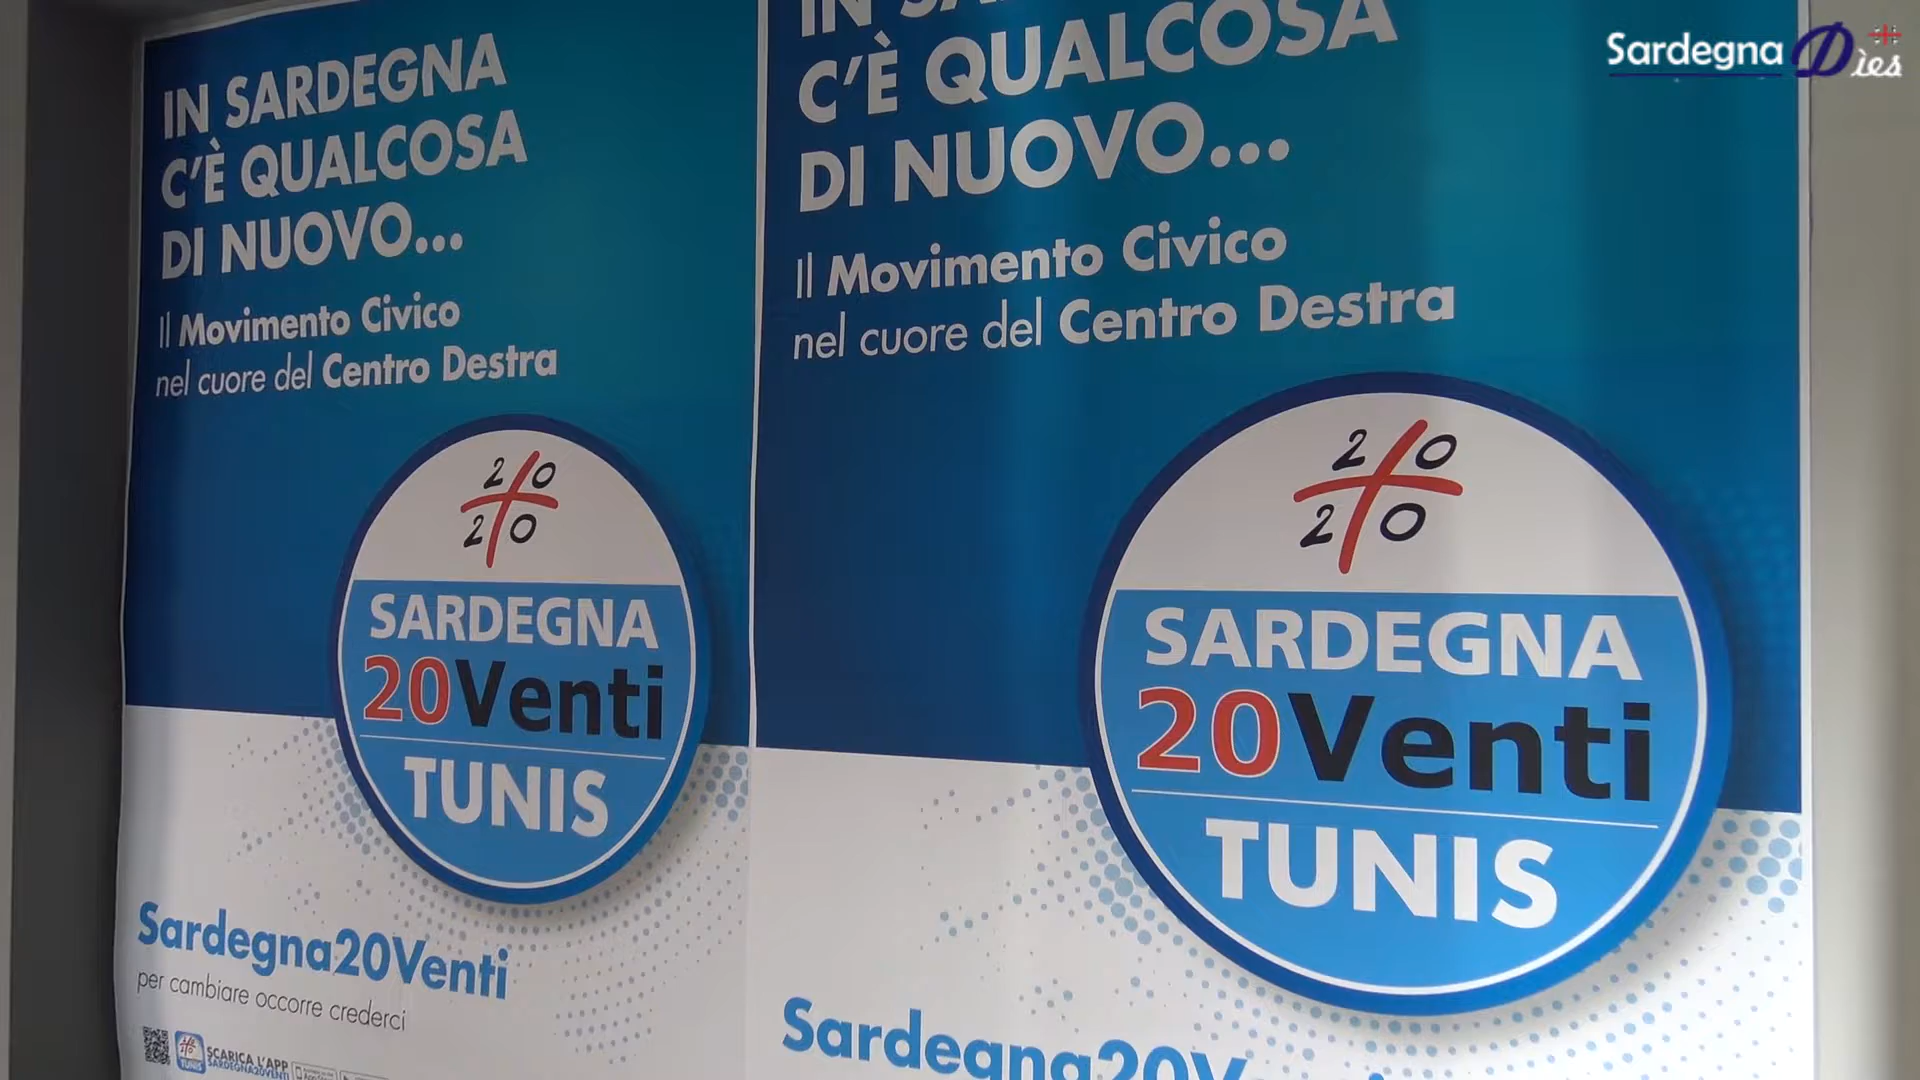 Sardegna Dies
IN SARDEGNA
C'È QUALCOSA
DI NUOVO...
Il Movimento Civico
nel cuore del Centro Destra
20
20
SARDEGNA
20Venti
TUNIS
Sardegna20Venti
per cambiare occorre crederci
TUNIS
SCARICA L'APP
SARDEGNA20VENTI
C'È QUALCOSA
DI NUOVO...
Il Movimento Civico
nel cuore del Centro Destra
20
20
SARDEGNA
20Venti
TUNIS